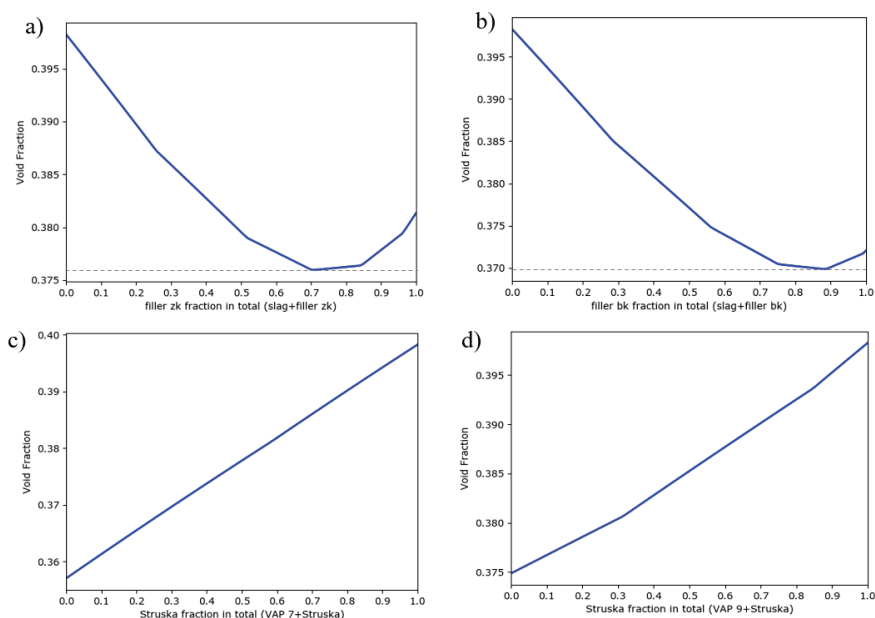 a)
0.395
0.390
0.385
0.380
0.375
Void Fraction
0.0 0.1 0.2 0.3 0.4 0.5 0.6 0.7 0.8 0.9 1.0
filler zk fraction in total (slag+filler zk)
b)
0.395
0.390
0.385
0.380
0.375
0.370
Void Fraction
0.0 0.1 0.2 0.3 0.4 0.5 0.6 0.7 0.8 0.9 1.0
filler bk fraction in total (slag+filler bk)
c)
0.40
0.39
0.38
0.37
0.36
Void Fraction
0.0 0.1 0.2 0.3 0.4 0.5 0.6 0.7 0.8 0.9 1.0
Struska fraction in total (VAP 7+Struska)
d)
0.395
0.390
0.385
0.380
0.375
Void Fraction
0.0 0.1 0.2 0.3 0.4 0.5 0.6 0.7 0.8 0.9 1.0
Struska fraction in total (VAP 9+Struska)